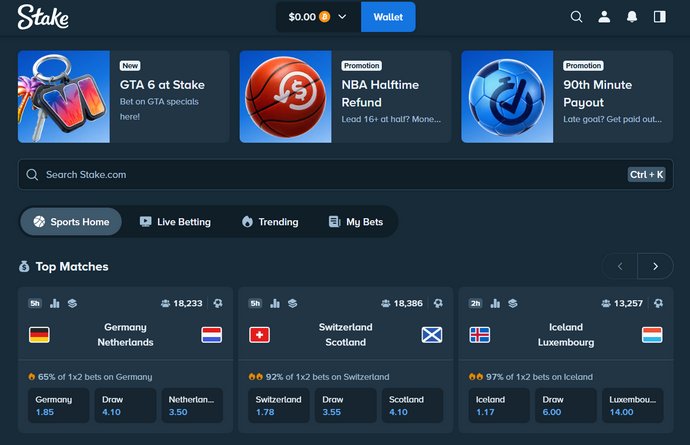 Stake
$0.00
Wallet
New
GTA 6 at Stake
Bet on GTA specials
here!
Promotion
NBA Halftime
Refund
Lead 16+ at half? Mone...
Promotion
90th Minute
Payout
Late goal? Get paid out...
Search Stake.com
Ctrl + K
Sports Home
Live Betting
Trending
My Bets
Top Matches
5h
18,233
Germany
Netherlands
65% of 1x2 bets on Germany
Germany
1.85
Draw
4.10
Netherlan...
3.50
5h
18,386
Switzerland
Scotland
92% of 1x2 bets on Switzerland
Switzerland
1.78
Draw
3.55
Scotland
4.10
2h
13,257
Iceland
Luxembourg
97% of 1x2 bets on Iceland
Iceland
1.17
Draw
6.00
Luxembou...
14.00